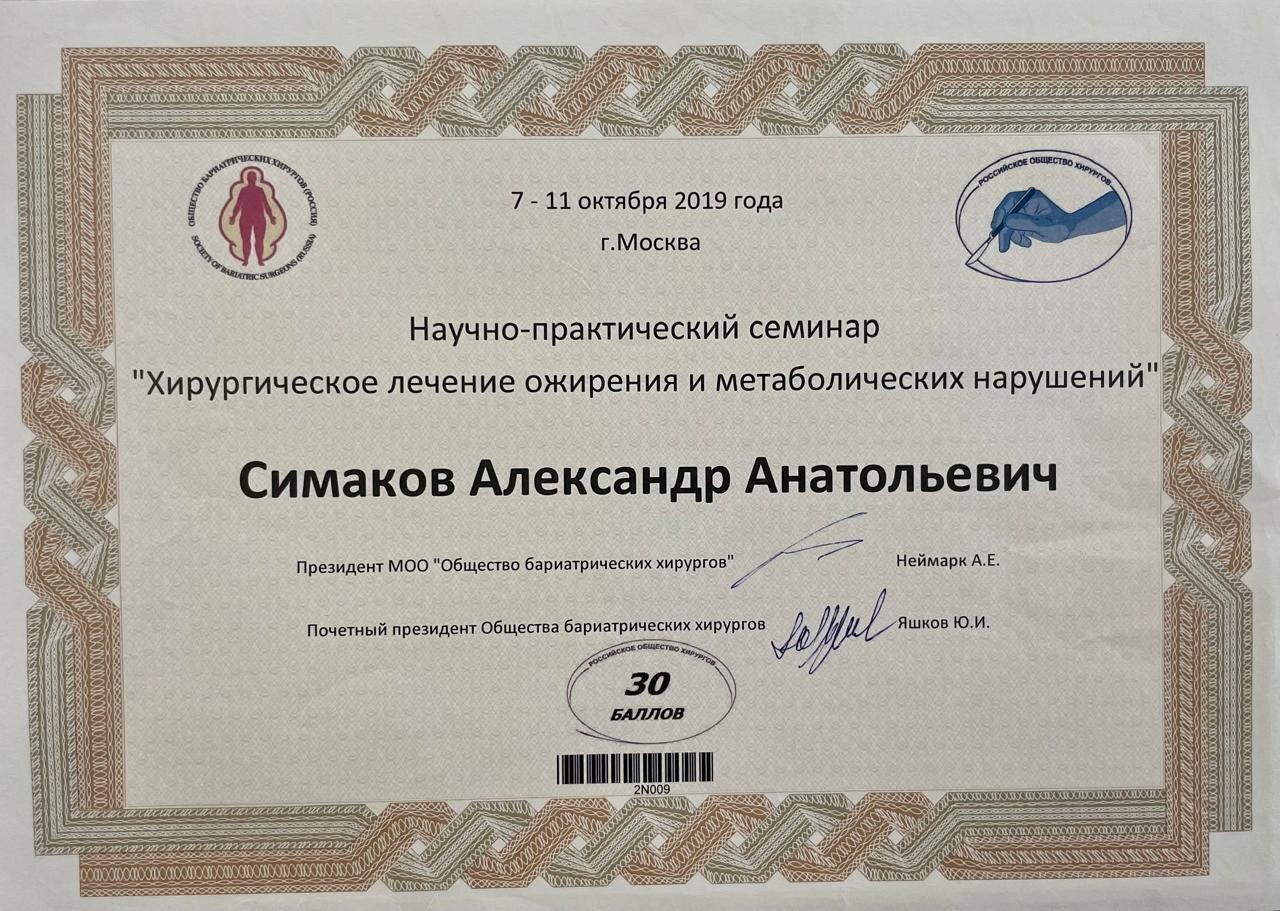 ОБЩЕСТВО БАРИАТРИЧЕСКИХ ХИРУРГОВ (РОССИЯ)
SOCIETY OF BARIATRIC SURGEONS (RUSSIA)
РОССИЙСКОЕ ОБЩЕСТВО ХИРУРГОВ
7 - 11 октября 2019 года
г.Москва
Научно-практический семинар
"Хирургическое лечение ожирения и метаболических нарушений"
Симаков Александр Анатольевич
Президент МОО "Общество бариатрических хирургов" Неймарк А.Е.
Почетный президент Общества бариатрических хирургов Яшков Ю.И.
РОССИЙСКОЕ ОБЩЕСТВО ХИРУРГОВ
30
БАЛЛОВ
2N009